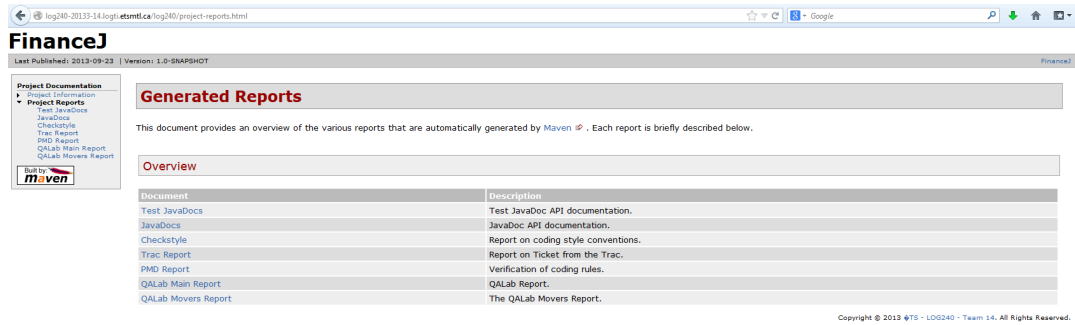 log240-20133-14.logti.etsmtl.ca/log240/project-reports.html
Google
FinanceJ
Last Published: 2013-09-23 | Version: 1.0-SNAPSHOT
FinanceJ
Project Documentation
Project Information
Project Reports
Test JavaDocs
JavaDocs
Checkstyle
Trac Report
PMD Report
QALab Main Report
QALab Movers Report
Built by:
maven
Generated Reports
This document provides an overview of the various reports that are automatically generated by Maven . Each report is briefly described below.
Overview
Document Description
Test JavaDocs Test JavaDoc API documentation.
JavaDocs JavaDoc API documentation.
Checkstyle Report on coding style conventions.
Trac Report Report on Ticket from the Trac.
PMD Report Verification of coding rules.
QALab Main Report QALab Report.
QALab Movers Report The QALab Movers Report.
Copyright © 2013 �TS - LOG240 - Team 14. All Rights Reserved.